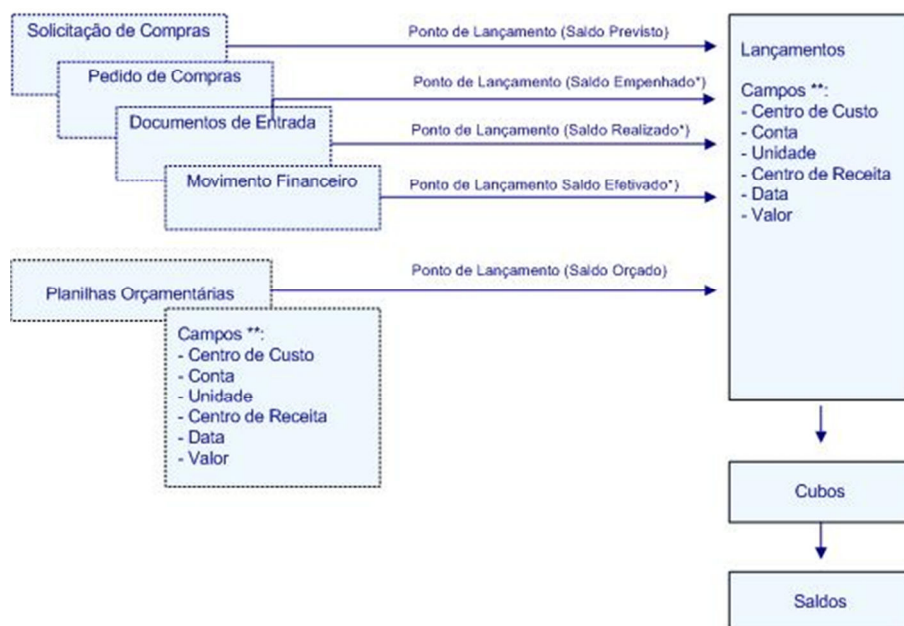 Solicitação de Compras
Ponto de Lançamento (Saldo Previsto)
Pedido de Compras
Ponto de Lançamento (Saldo Empenhado*)
Documentos de Entrada
Ponto de Lançamento (Saldo Realizado*)
Movimento Financeiro
Ponto de Lançamento Saldo Efetivado*)
Lançamentos
Campos **:
- Centro de Custo
- Conta
- Unidade
- Centro de Receita
- Data
- Valor
Planilhas Orçamentárias
Ponto de Lançamento (Saldo Orçado)
Campos **:
- Centro de Custo
- Conta
- Unidade
- Centro de Receita
- Data
- Valor
Cubos
Saldos